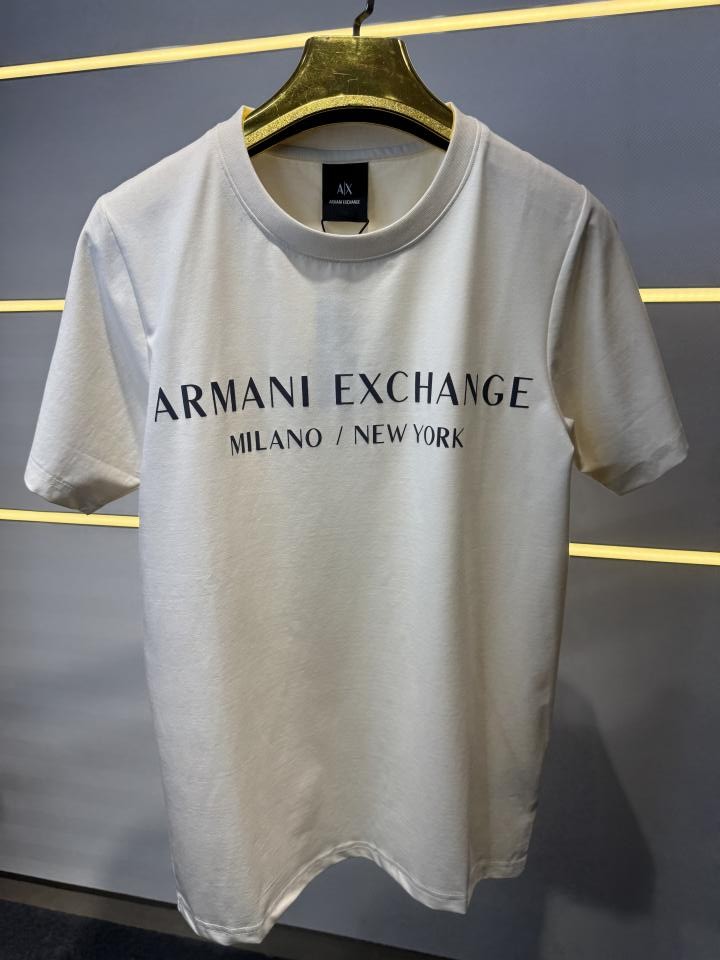 A|X
ARMANI EXCHANGE
ARMANI EXCHANGE
MILANO / NEW YORK